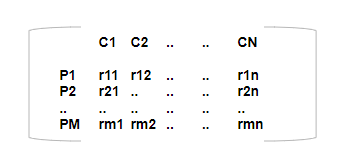 C1 C2 .. .. CN
P1 r11 r12 .. .. r1n
P2 r21 .. .. .. r2n
.. .. .. .. .. ..
PM rm1 rm2 .. .. rmn